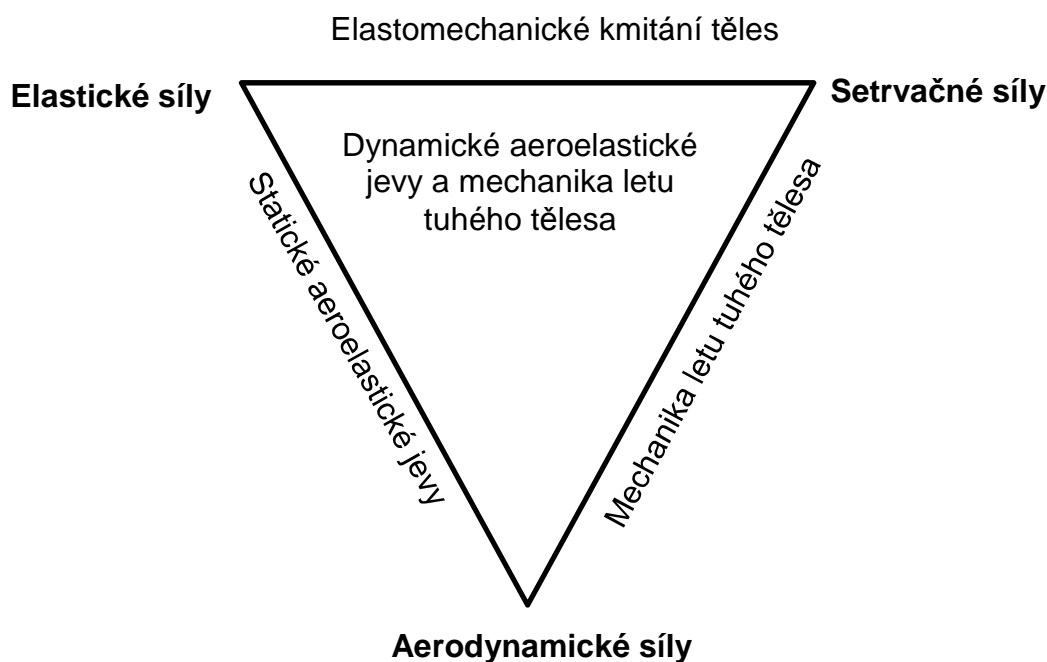 Elastomechanické kmitání těles
Elastické síly
Setrvačné síly
Dynamické aeroelastické
jevy a mechanika letu
tuhého tělesa
Statické aeroelastické jevy
Mechanika letu tuhého tělesa
Aerodynamické síly